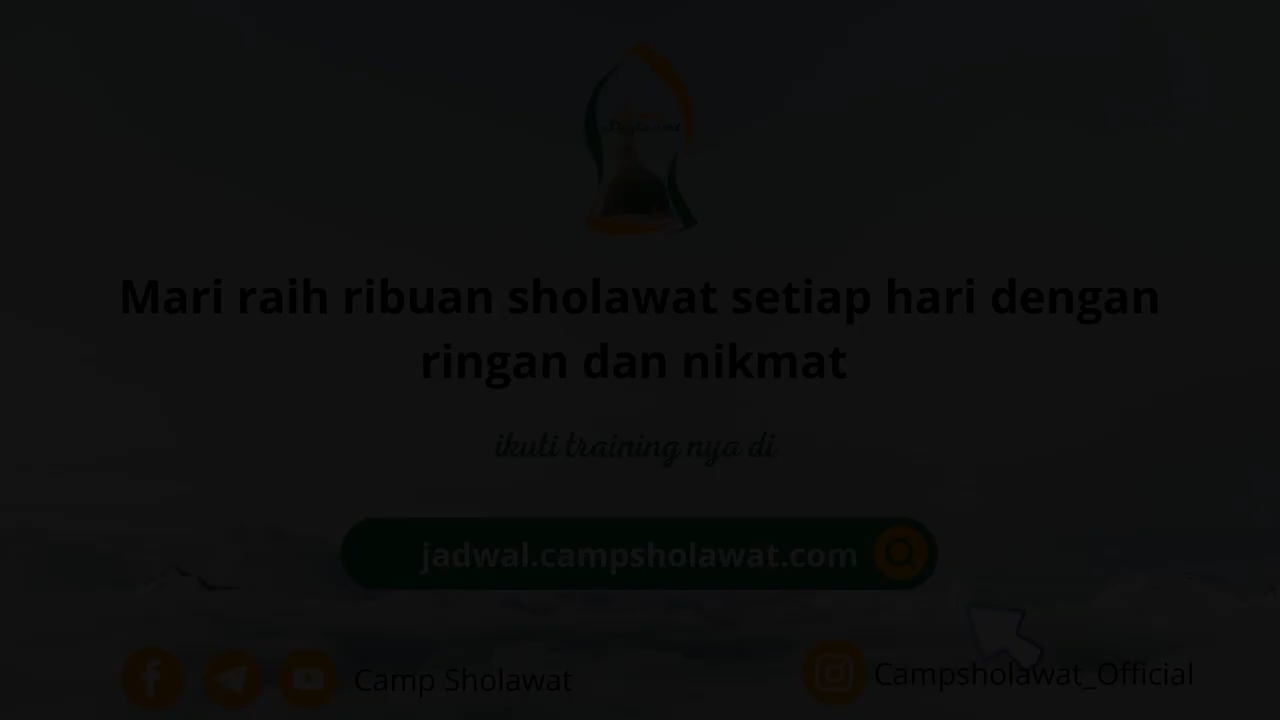 Mari raih ribuan sholawat setiap hari dengan
ringan dan nikmat
ikuti training nya di
jadwal.campsholawat.com
Camp Sholawat
Campsholawat_Official